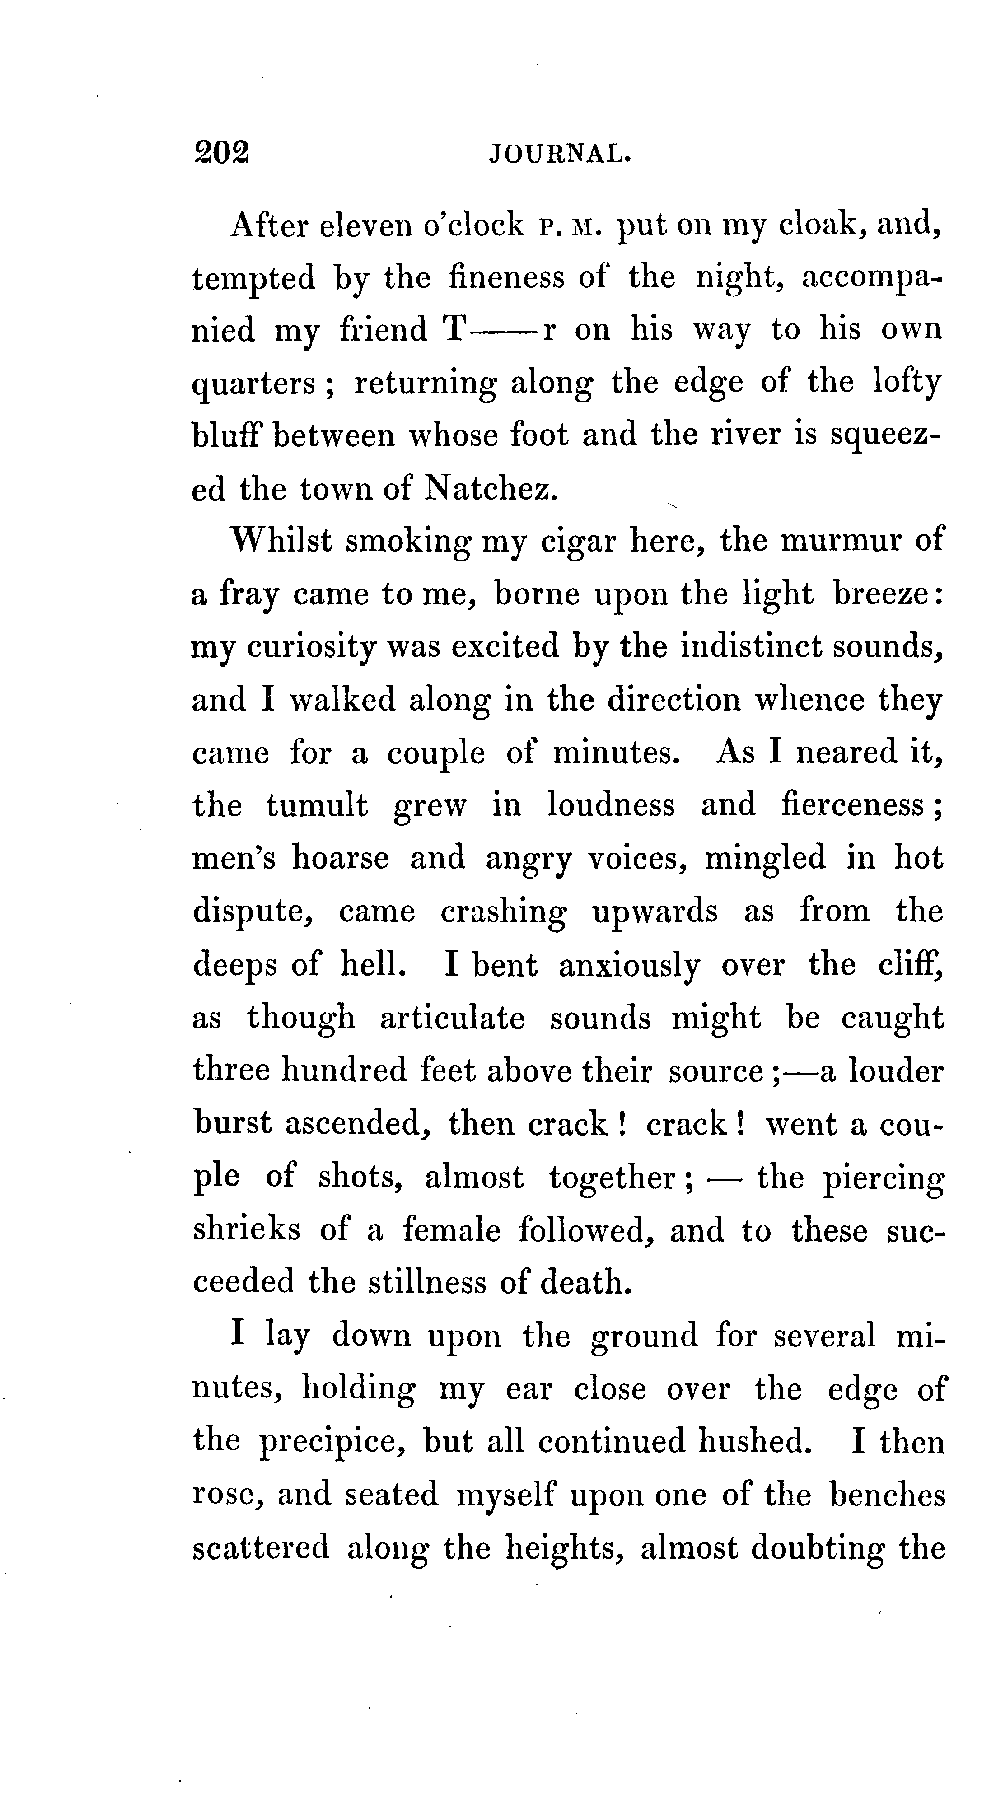 202 JOURNAL.
After eleven o'clock P. M. put on my cloak, and,
tempted by the fineness of the night, accompa-
nied my friend T——r on his way to his own
quarters ; returning along the edge of the lofty
bluff between whose foot and the river is squeez-
ed the town of Natchez.
Whilst smoking my cigar here, the murmur of
a fray came to me, borne upon the light breeze:
my curiosity was excited by the indistinct sounds,
and I walked along in the direction whence they
came for a couple of minutes. As I neared it,
the tumult grew in loudness and fierceness ;
men's hoarse and angry voices, mingled in hot
dispute, came crashing upwards as from the
deeps of hell. I bent anxiously over the cliff,
as though articulate sounds might be caught
three hundred feet above their source ;—a louder
burst ascended, then crack ! crack ! went a cou-
ple of shots, almost together ; — the piercing
shrieks of a female followed, and to these suc-
ceeded the stillness of death.
I lay down upon the ground for several mi-
nutes, holding my ear close over the edge of
the precipice, but all continued hushed. I then
rose, and seated myself upon one of the benches
scattered along the heights, almost doubting the